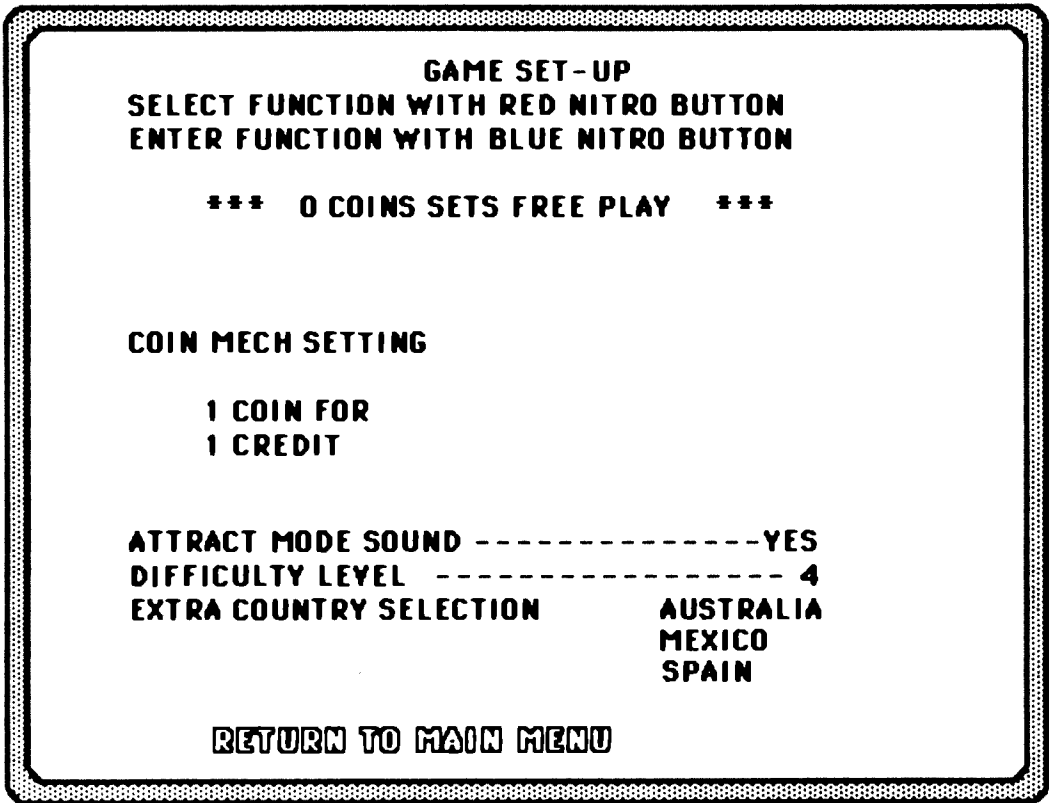 GAME SET-UP
SELECT FUNCTION WITH RED NITRO BUTTON
ENTER FUNCTION WITH BLUE NITRO BUTTON
*** 0 COINS SETS FREE PLAY ***
COIN MECH SETTING
1 COIN FOR
1 CREDIT
ATTRACT MODE SOUND --------------YES
DIFFICULTY LEVEL ----------------- 4
EXTRA COUNTRY SELECTION AUSTRALIA
MEXICO
SPAIN
RETURN TO MAIN MENU